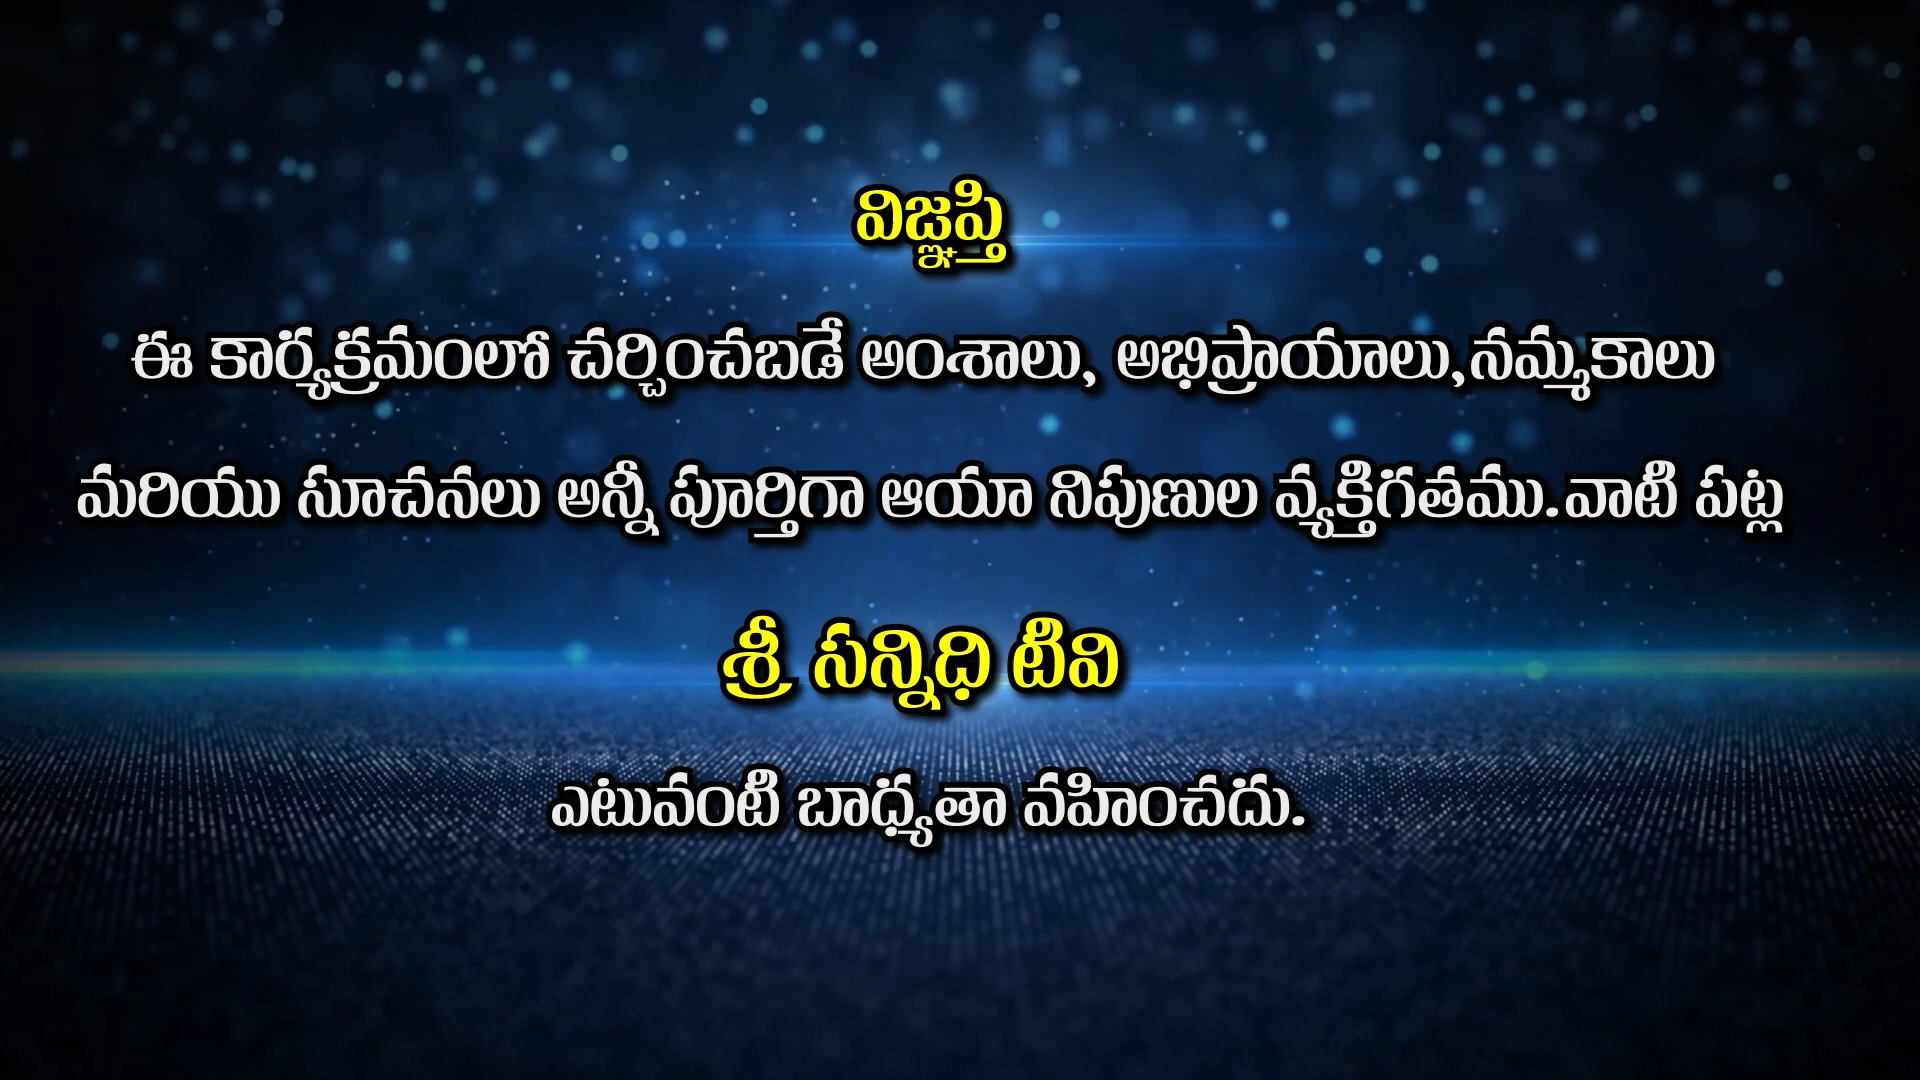 విజ్ఞప్తి
ఈ కార్యక్రమంలో చర్చించబడే అంశాలు, అభిప్రాయాలు,నమ్మకాలు
మరియు సూచనలు అన్నీ పూర్తిగా ఆయా నిపుణుల వ్యక్తిగతము.వాటి పట్ల
శ్రీ సన్నిధి టివి
ఎటువంటి బాధ్యతా వహించదు.